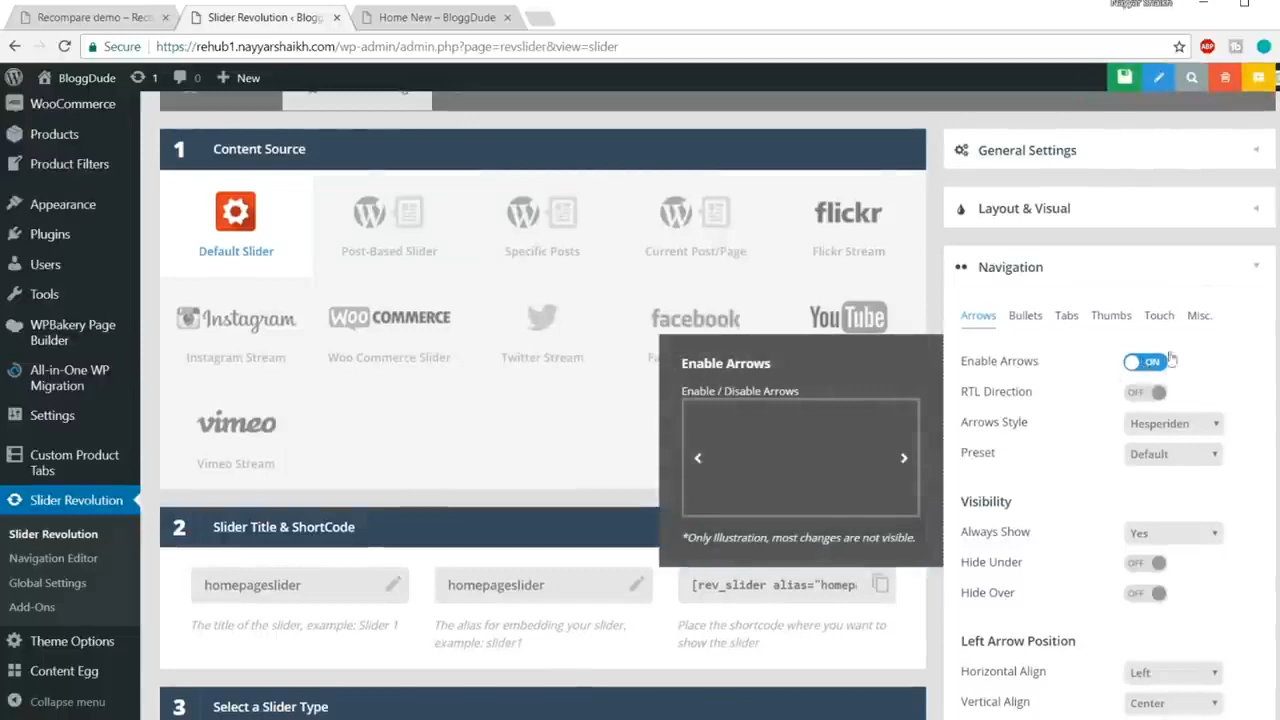 Nayyar Shaikh
Recompare demo – Reco
Slider Revolution ‹ Blogg
Home New – BloggDude
Secure
https://rehub1.nayyarshaikh.com/wp-admin/admin.php?page=revslider&view=slider
ABP
BloggDude
1
0
New
WooCommerce
Products
Product Filters
Appearance
Plugins
Users
Tools
WPBakery Page
Builder
All-in-One WP
Migration
Settings
Custom Product
Tabs
Slider Revolution
Slider Revolution
Navigation Editor
Global Settings
Add-Ons
Theme Options
Content Egg
Collapse menu
1 Content Source
Default Slider
Post-Based Slider
Specific Posts
Current Post/Page
flickr
Flickr Stream
Instagram
Instagram Stream
WOO COMMERCE
Woo Commerce Slider
Twitter Stream
facebook
Fa
YouTube
Vimeo
Vimeo Stream
Enable Arrows
Enable / Disable Arrows
*Only Illustration, most changes are not visible.
2 Slider Title & ShortCode
homepageslider
The title of the slider, example: Slider 1
homepageslider
The alias for embedding your slider,
example: slider1
[rev_slider alias="homep
Place the shortcode where you want to
show the slider
3 Select a Slider Type
General Settings
Layout & Visual
Navigation
Arrows Bullets Tabs Thumbs Touch Misc.
Enable Arrows ON
RTL Direction OFF
Arrows Style Hesperiden
Preset Default
Visibility
Always Show Yes
Hide Under OFF
Hide Over OFF
Left Arrow Position
Horizontal Align Left
Vertical Align Center